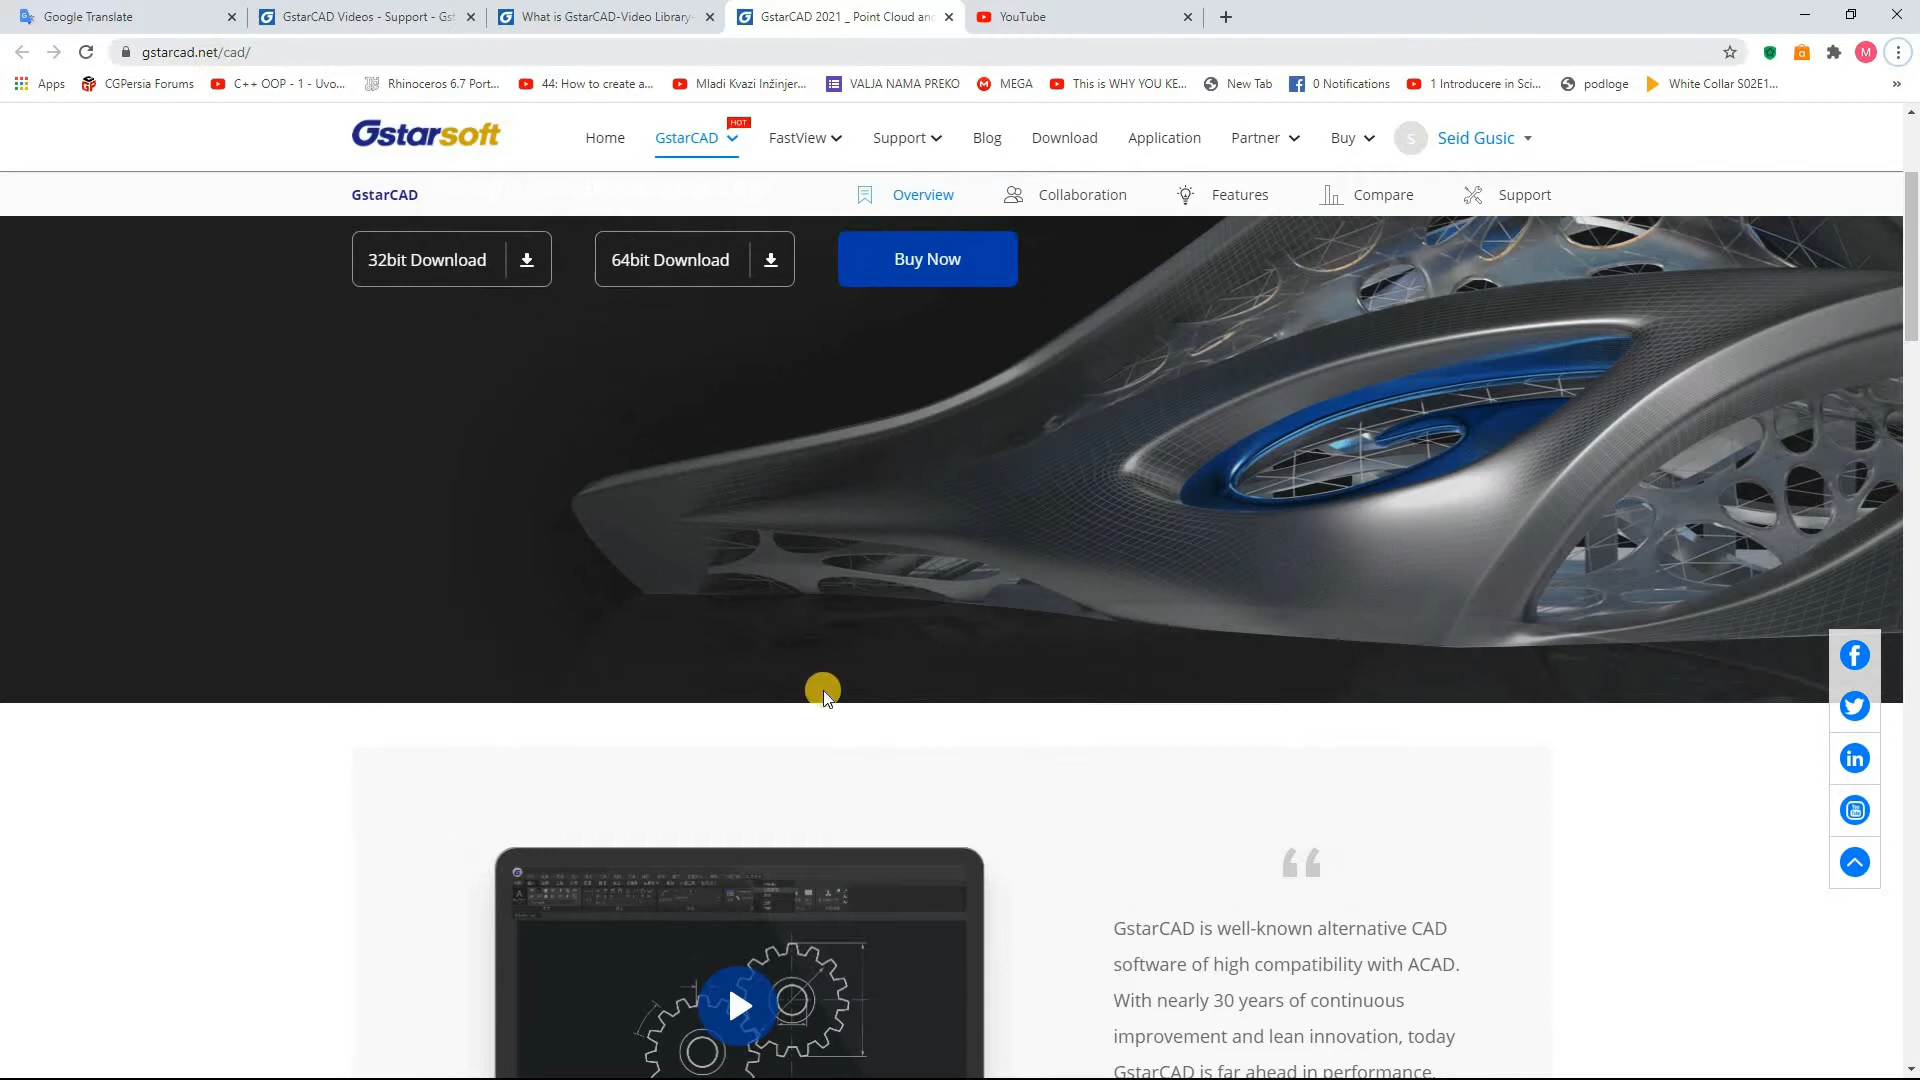 Google Translate
GstarCAD Videos - Support - Gst
What is GstarCAD-Video Library-
GstarCAD 2021 _ Point Cloud and
YouTube
gstarcad.net/cad/
M
Apps
CGPersia Forums
C++ OOP - 1 - Uvo...
Rhinoceros 6.7 Port...
44: How to create a...
Mladi Kvazi Inžinjer...
VALJA NAMA PREKO
MEGA
This is WHY YOU KE...
New Tab
0 Notifications
1 Introducere in Sci...
podloge
White Collar S02E1...
Gstarsoft
Home
GstarCAD
HOT
FastView
Support
Blog
Download
Application
Partner
Buy
S
Seid Gusic
GstarCAD
Overview
Collaboration
Features
Compare
Support
32bit Download
64bit Download
Buy Now
GstarCAD is well-known alternative CAD
software of high compatibility with ACAD.
With nearly 30 years of continuous
improvement and lean innovation, today
GstarCAD is far ahead in performance,